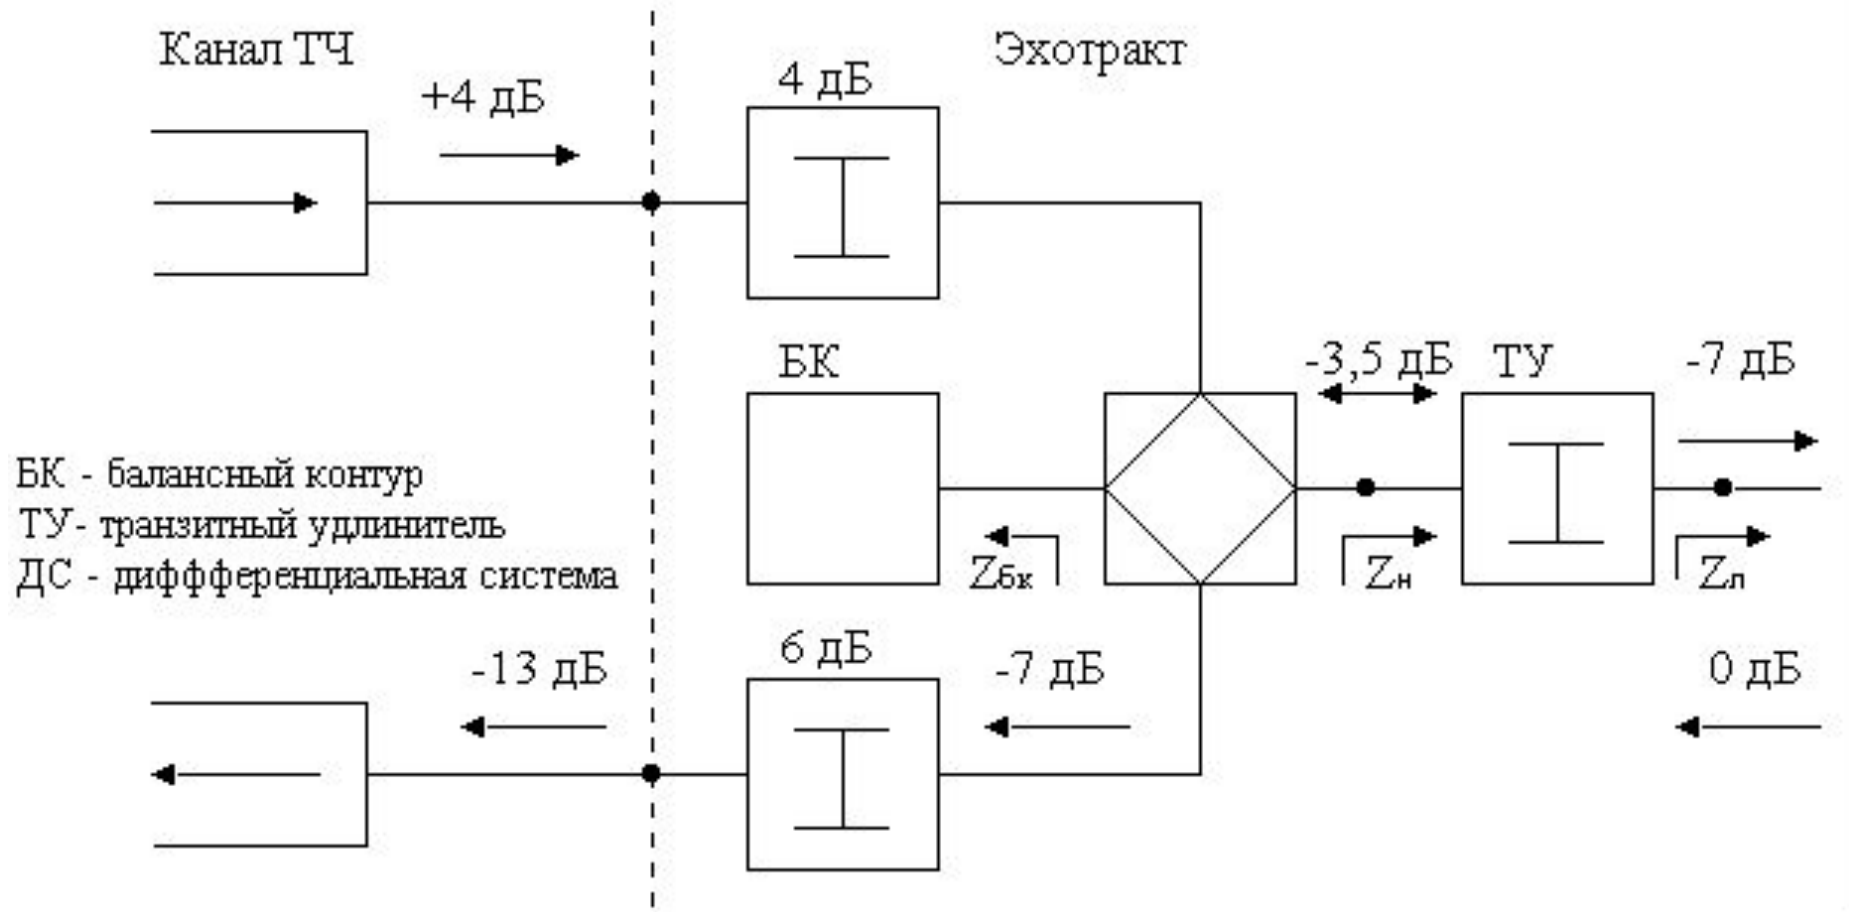 Канал ТЧ
Эхотракт
+4 дБ
4 дБ
БК
-3,5 дБ
ТУ
-7 дБ
БК - балансный контур
ТУ- транзитный удлинитель
ДС - диффференциальная система
Zбк
Zн
Zл
-13 дБ
6 дБ
-7 дБ
0 дБ